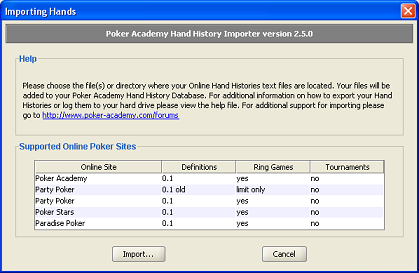 Importing Hands
Poker Academy Hand History Importer version 2.5.0
Help
Please choose the file(s) or directory where your Online Hand Histories text files are located. Your files will be
added to your Poker Academy Hand History Database. For additional information on how to export your Hand
Histories or log them to your hard drive please view the help file. For additional support for importing please
go to http://www.poker-academy.com/forums
Supported Online Poker Sites
Online Site Definitions Ring Games Tournaments
Poker Academy 0.1 yes no
Party Poker 0.1 old limit only no
Party Poker 0.1 yes no
Poker Stars 0.1 yes no
Paradise Poker 0.1 yes no
Import... Cancel